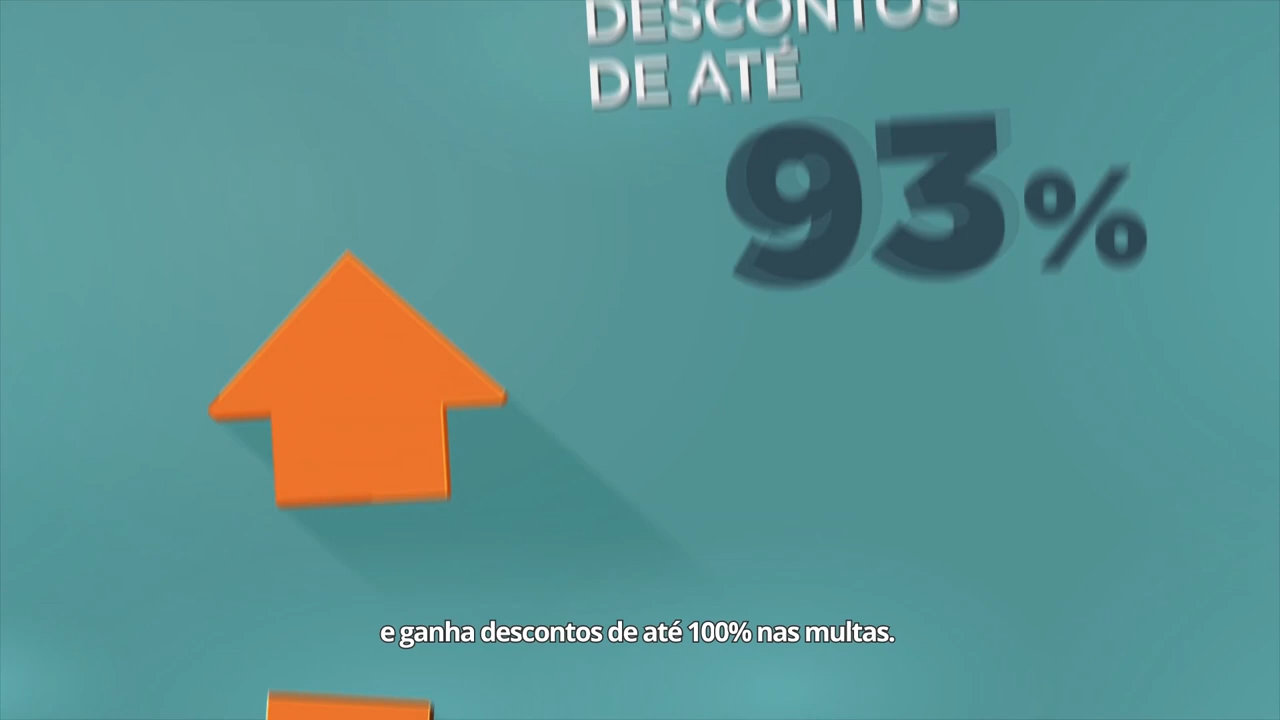 DESCONTOS
DE ATÉ
93%
e ganha descontos de até 100% nas multas.